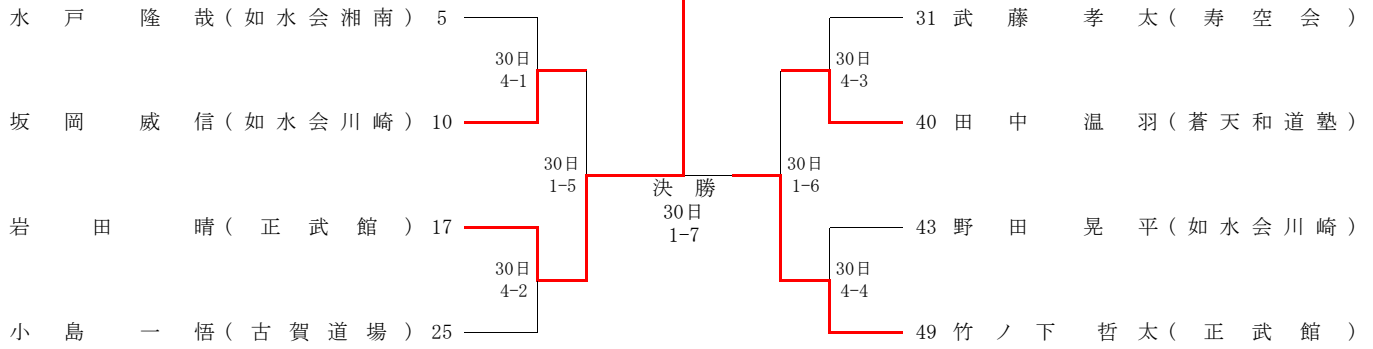 水戸隆哉(如水会湘南) 5
30日
4-1
坂岡威信(如水会川崎) 10
30日
1-5
岩田晴(正武館) 17
30日
4-2
小島一悟(古賀道場) 25
決勝
30日
1-7
31 武藤孝太(寿空会)
30日
4-3
40 田中温羽(蒼天和道塾)
30日
1-6
43 野田晃平(如水会川崎)
30日
4-4
49 竹ノ下哲太(正武館)